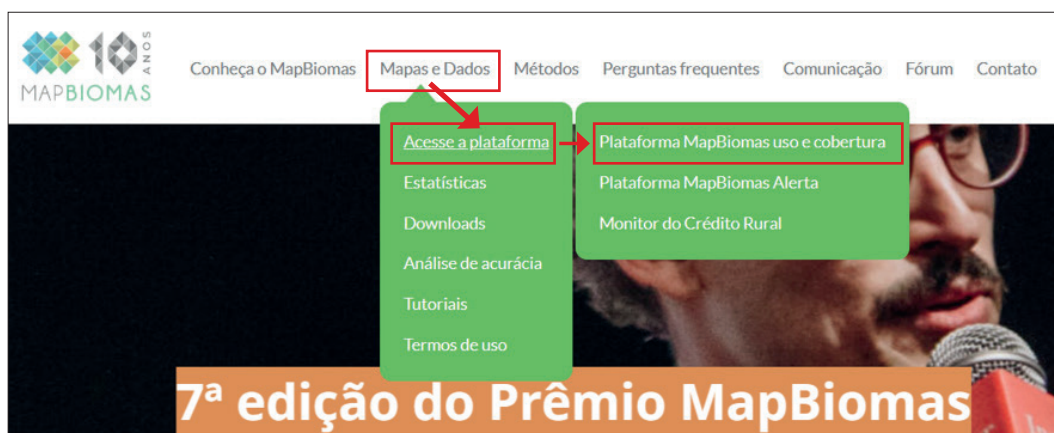 10 ANOS
MAPBIOMAS
Conheça o MapBiomas Mapas e Dados Métodos Perguntas frequentes Comunicação Fórum Contato
Acesse a plataforma
Estatísticas
Downloads
Análise de acurácia
Tutoriais
Termos de uso
Plataforma MapBiomas uso e cobertura
Plataforma MapBiomas Alerta
Monitor do Crédito Rural
7ª edição do Prêmio MapBiomas